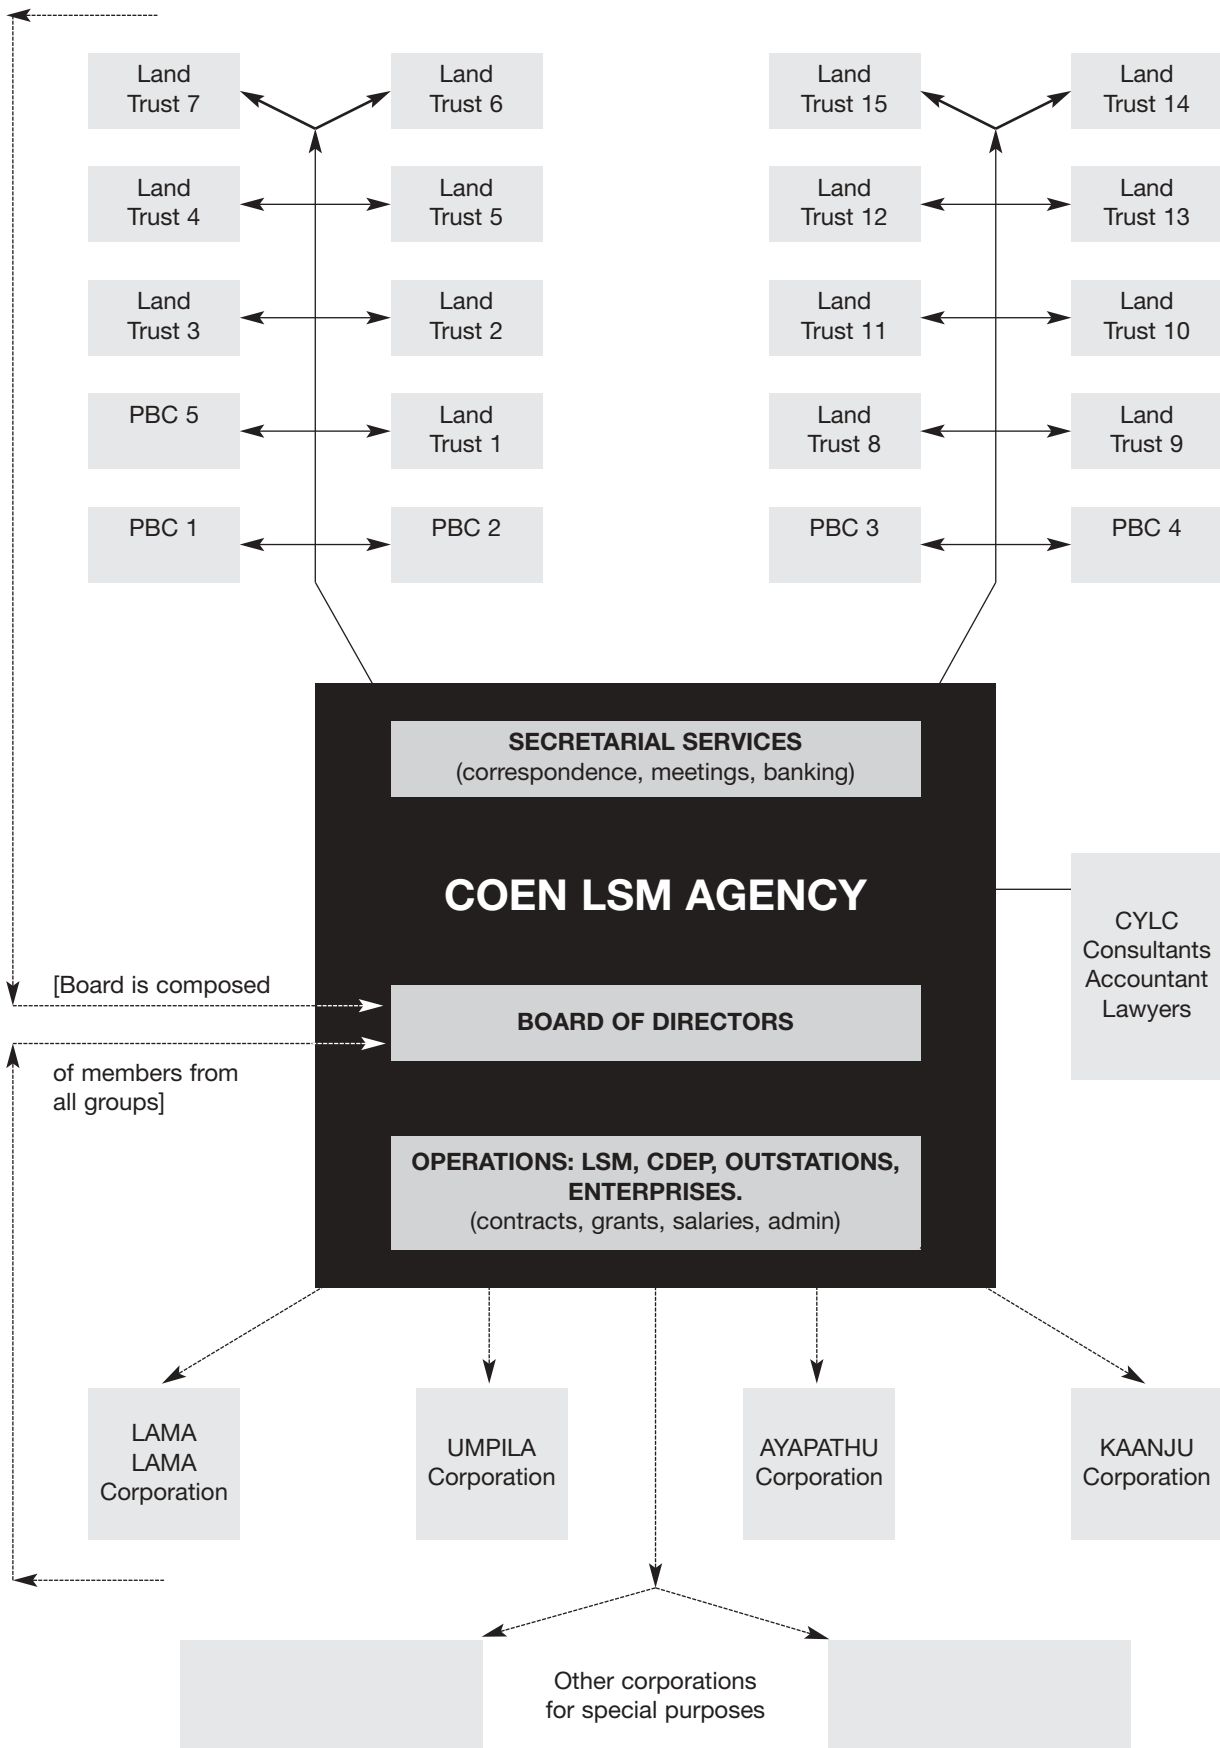 Land
Trust 7
Land
Trust 6
Land
Trust 15
Land
Trust 14
Land
Trust 4
Land
Trust 5
Land
Trust 12
Land
Trust 13
Land
Trust 3
Land
Trust 2
Land
Trust 11
Land
Trust 10
PBC 5
Land
Trust 1
Land
Trust 8
Land
Trust 9
PBC 1
PBC 2
PBC 3
PBC 4
SECRETARIAL SERVICES
(correspondence, meetings, banking)
COEN LSM AGENCY
CYLC
Consultants
Accountant
Lawyers
[Board is composed
of members from
all groups]
BOARD OF DIRECTORS
OPERATIONS: LSM, CDEP, OUTSTATIONS,
ENTERPRISES.
(contracts, grants, salaries, admin)
LAMA
LAMA
Corporation
UMPILA
Corporation
AYAPATHU
Corporation
KAANJU
Corporation
Other corporations
for special purposes